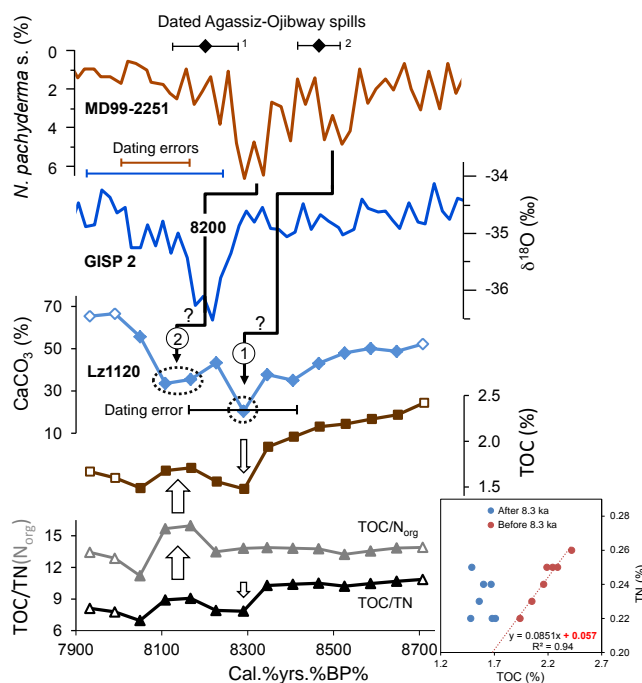 Dated Agassiz-Ojibway spills
1
2
N. pachyderma s. (%)
0
2
4
6
MD99-2251
Dating errors
8200
GISP 2
-34
-35
-36
δ18O (‰)
CaCO3 (%)
70
50
30
10
?
?
2
1
Lz1120
Dating error
2.5
2.0
1.5
TOC (%)
TOC/TN(Norg)
15
12
9
6
TOC/Norg
TOC/TN
7900
8100
8300
8500
8700
Cal.%yrs.%BP%
After 8.3 ka
Before 8.3 ka
0.28
0.26
0.24
0.22
0.20
TN (%)
y = 0.0851x + 0.057
R² = 0.94
1.2
1.7
2.2
2.7
TOC (%)